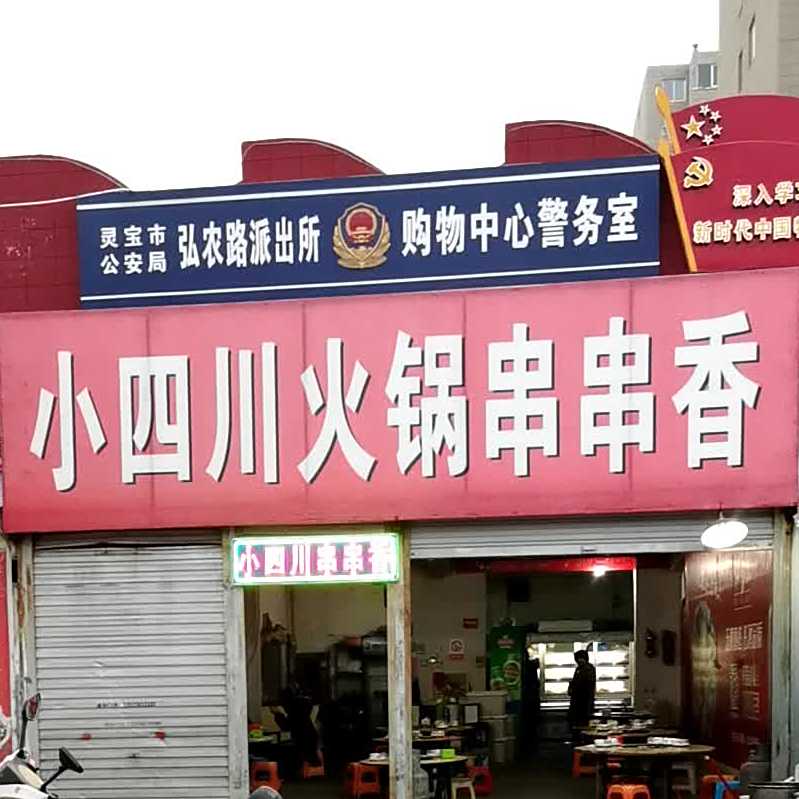 灵宝市
公安局
弘农路派出所
购物中心警务室
深入学习
新时代中国
小四川火锅串串香
小四川串串香